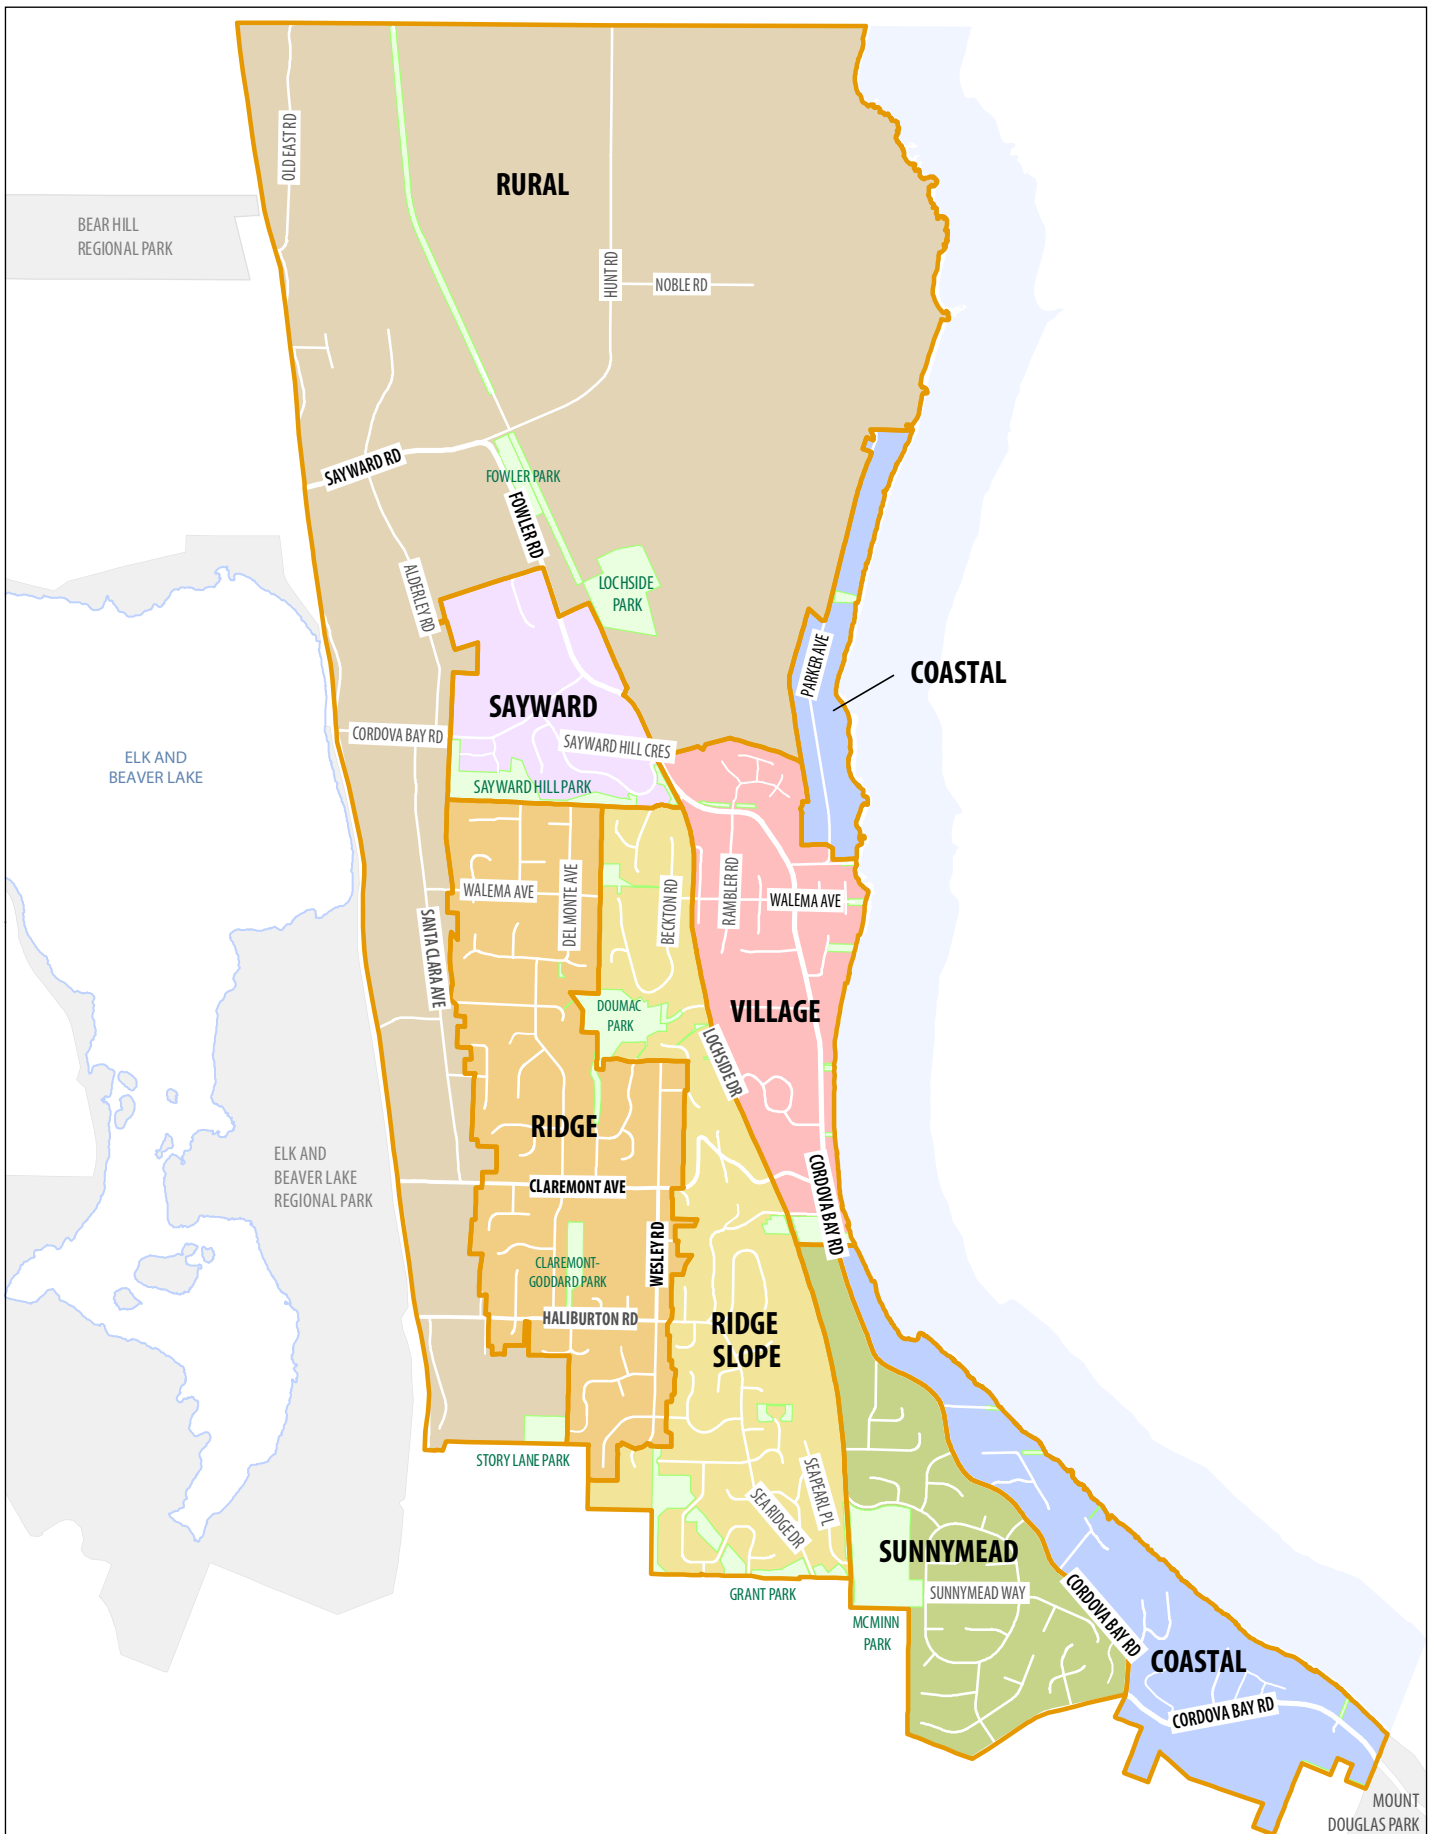 OLD EAST RD
RURAL
BEAR HILL
REGIONAL PARK
HUNT RD
NOBLE RD
SAYWARD RD
FOWLER PARK
FOWLER RD
ALDERLEY RD
LOCHSIDE
PARK
PARKER AVE
COASTAL
SAYWARD
CORDOVA BAY RD
SAYWARD HILL CRES
ELK AND
BEAVER LAKE
SAYWARD HILL PARK
WALEMA AVE
DEL MONTE AVE
BECKTON RD
RAMBLER RD
WALEMA AVE
SANTA CLARA AVE
DOUMAC
PARK
VILLAGE
LOCHSIDE DR
RIDGE
ELK AND
BEAVER LAKE
REGIONAL PARK
CLAREMONT AVE
CORDOVA BAY RD
WESLEY RD
CLAREMONT-
GODDARD PARK
HALIBURTON RD
RIDGE
SLOPE
STORY LANE PARK
SEA RIDGE DR
SEAPEARL PL
SUNNYMEAD
SUNNYMEAD WAY
GRANT PARK
MCMINN
PARK
CORDOVA BAY RD
COASTAL
CORDOVA BAY RD
MOUNT
DOUGLAS PARK